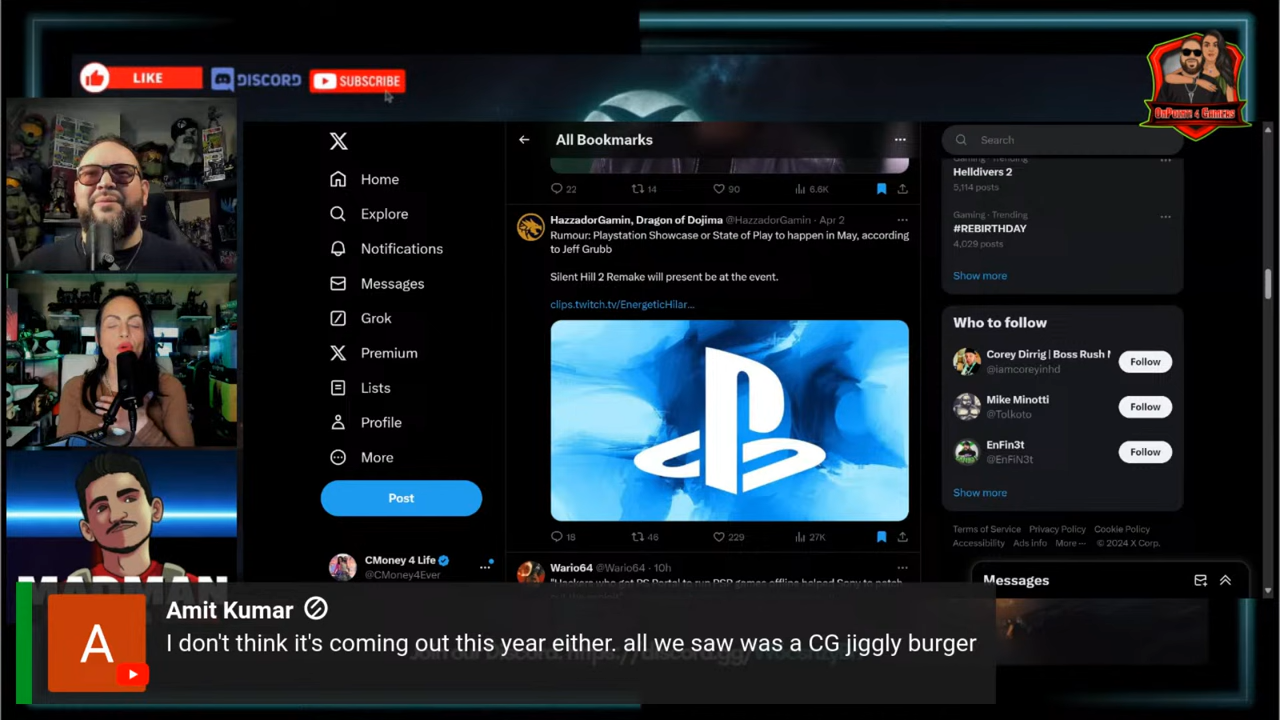 LIKE
DISCORD
SUBSCRIBE
OnPoint 4 Gamers
All Bookmarks
Search
Home
Explore
Notifications
Messages
Grok
Premium
Lists
Profile
More
Post
CMoney 4 Life
@CMoney4Ever
22 14 90 6.6K
HazzadorGamin, Dragon of Dojima @HazzadorGamin · Apr 2
Rumour: Playstation Showcase or State of Play to happen in May, according
to Jeff Grubb
Silent Hill 2 Remake will present be at the event.
clips.twitch.tv/EnergeticHilar...
18 46 229 27K
Wario64 @Wario64 · 10h
Gaming · Trending
Helldivers 2
5,114 posts
Gaming · Trending
#REBIRTHDAY
4,029 posts
Show more
Who to follow
Corey Dirrig | Boss Rush
@iamcoreyinhd
Follow
Mike Minotti
@Tolkoto
Follow
EnFin3t
@EnFiN3t
Follow
Show more
Terms of Service Privacy Policy Cookie Policy
Accessibility Ads info More ··· © 2024 X Corp.
Messages
MADMAN
A
Amit Kumar
I don't think it's coming out this year either. all we saw was a CG jiggly burger